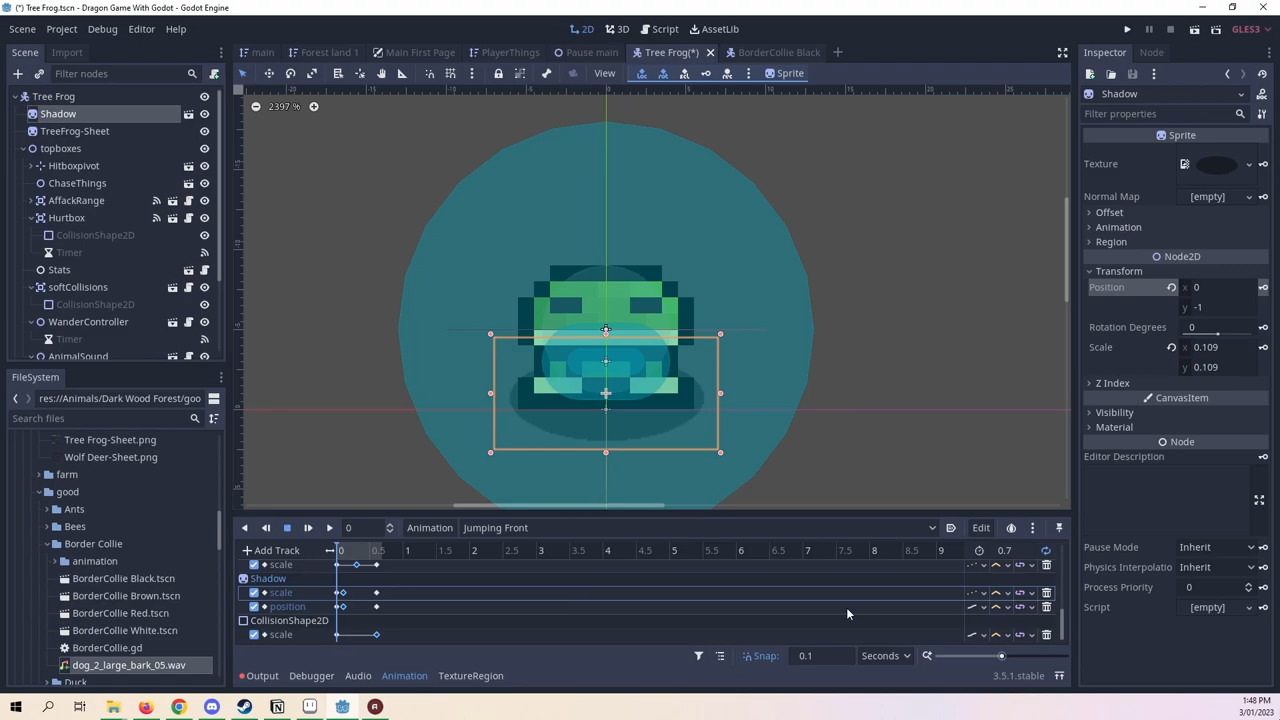 (*) Tree Frog.tscn - Dragon Game With Godot - Godot Engine
Scene Project Debug Editor Help
2D 3D Script AssetLib
GLES3
Scene Import
main Forest land 1 Main First Page PlayerThings Pause main Tree Frog(*) BorderCollie Black
Inspector Node
Filter nodes
View Sprite
2397 %
Tree Frog
Shadow
TreeFrog-Sheet
topboxes
Hitboxpivot
ChaseThings
AffackRange
Hurtbox
CollisionShape2D
Timer
Stats
softCollisions
CollisionShape2D
WanderController
AnimalSound
FileSystem
res://Animals/Dark Wood Forest/goo
Search files
Tree Frog-Sheet.png
Wolf Deer-Sheet.png
farm
good
Ants
Bees
Border Collie
animation
BorderCollie Black.tscn
BorderCollie Brown.tscn
BorderCollie Red.tscn
BorderCollie White.tscn
BorderCollie.gd
dog_2_large_bark_05.wav
Duck
0 Animation Jumping Front Edit
Add Track 0 0.5 1 1.5 2 2.5 3 3.5 4 4.5 5 5.5 6 6.5 7 7.5 8 8.5 9 0.7
scale
Shadow
scale
position
CollisionShape2D
scale
Snap: 0.1 Seconds
Output Debugger Audio Animation TextureRegion
3.5.1.stable
Shadow
Filter properties
Sprite
Texture
Normal Map [empty]
Offset
Animation
Region
Node2D
Transform
Position x 0
y -1
Rotation Degrees 0
Scale x 0.109
y 0.109
Z Index
CanvasItem
Visibility
Material
Node
Editor Description
Pause Mode Inherit
Physics Interpolatio Inherit
Process Priority 0
Script [empty]
1:48 PM
3/01/2023